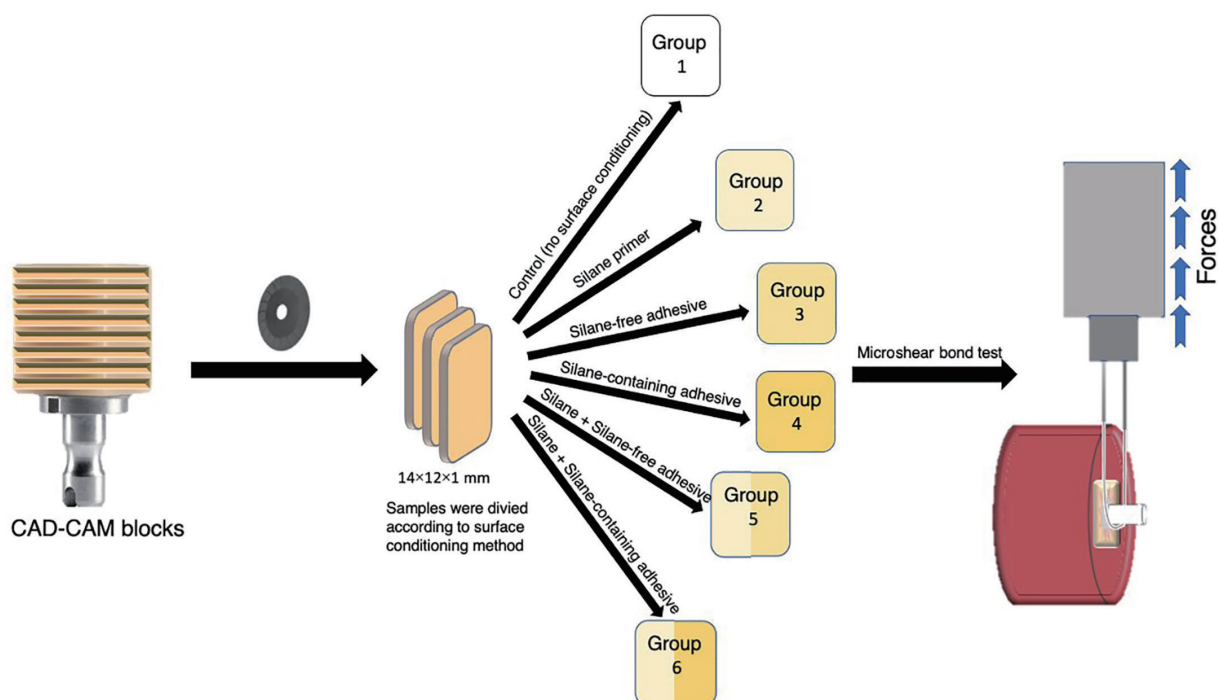 CAD-CAM blocks
14×12×1 mm
Samples were divied
according to surface
conditioning method
Control (no surfaace conditioning)
Group
1
Silane primer
Group
2
Silane-free adhesive
Group
3
Silane-containing adhesive
Group
4
Silane + Silane-free adhesive
Group
5
Silane + Silane-containing adhesive
Group
6
Microshear bond test
Forces